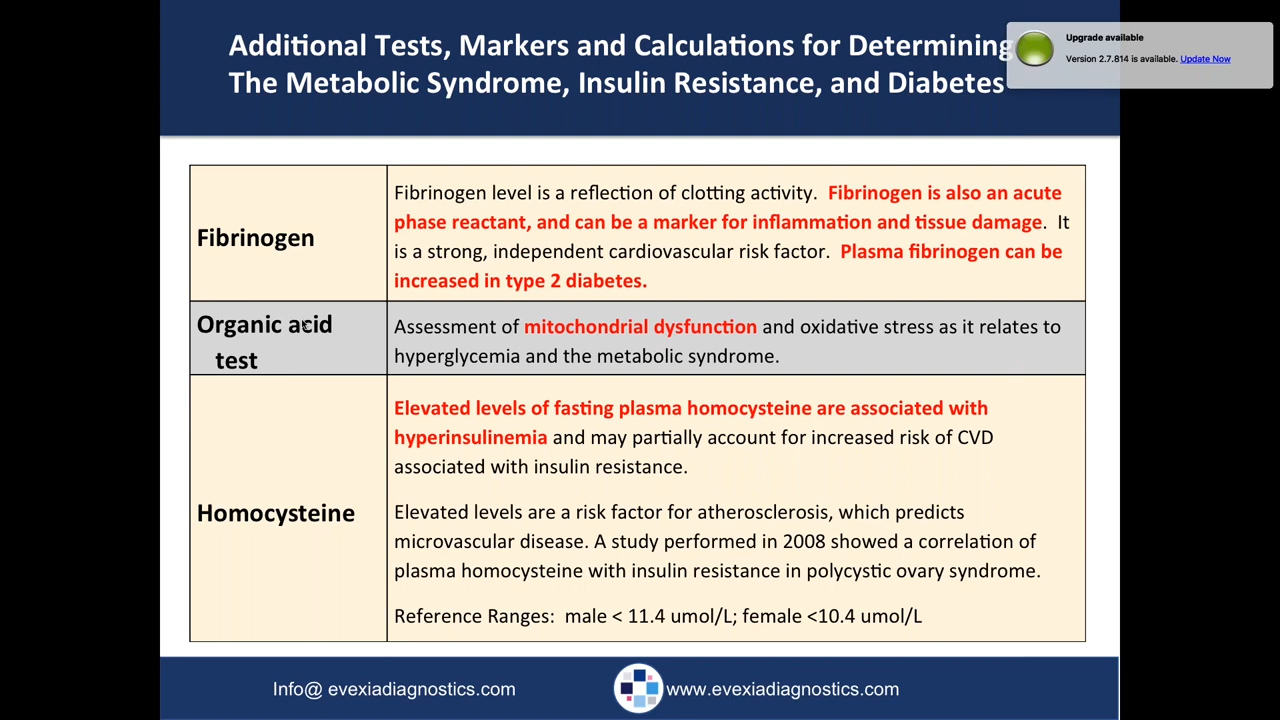 Additional Tests, Markers and Calculations for Determining
The Metabolic Syndrome, Insulin Resistance, and Diabetes
Upgrade available
Version 2.7.814 is available. Update Now
Fibrinogen
Fibrinogen level is a reflection of clotting activity. Fibrinogen is also an acute
phase reactant, and can be a marker for inflammation and tissue damage. It
is a strong, independent cardiovascular risk factor. Plasma fibrinogen can be
increased in type 2 diabetes.
Organic acid
test
Assessment of mitochondrial dysfunction and oxidative stress as it relates to
hyperglycemia and the metabolic syndrome.
Homocysteine
Elevated levels of fasting plasma homocysteine are associated with
hyperinsulinemia and may partially account for increased risk of CVD
associated with insulin resistance.
Elevated levels are a risk factor for atherosclerosis, which predicts
microvascular disease. A study performed in 2008 showed a correlation of
plasma homocysteine with insulin resistance in polycystic ovary syndrome.
Reference Ranges: male < 11.4 umol/L; female <10.4 umol/L
Info@ evexiadiagnostics.com
www.evexiadiagnostics.com